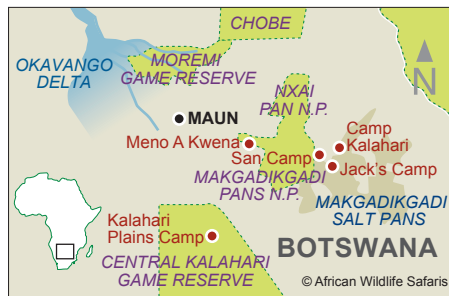 CHOBE
OKAVANGO
DELTA
MOREMI
GAME RESERVE
N
NXAI
PAN N.P.
MAUN
Camp
Kalahari
Meno A Kwena
San Camp
Jack's Camp
MAKGADIKGADI
PANS N.P.
MAKGADIKGADI
SALT PANS
Kalahari
Plains Camp
BOTSWANA
CENTRAL KALAHARI
GAME RESERVE
© African Wildlife Safaris